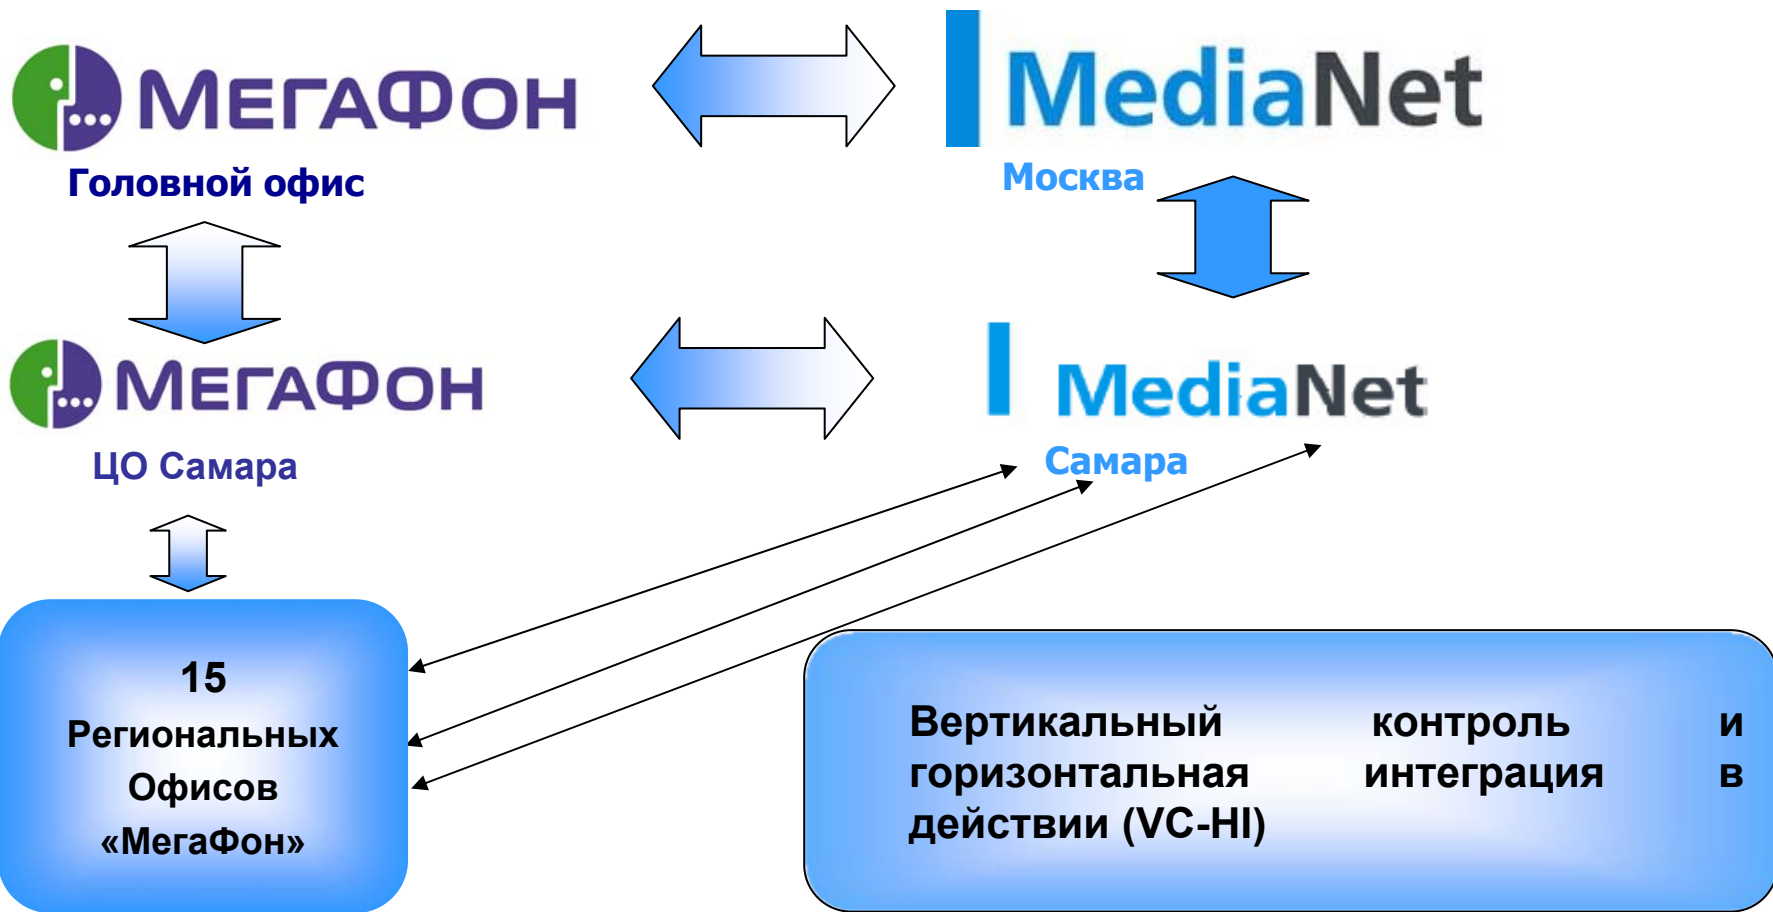 МЕГАФОН
MediaNet
Головной офис
Москва
МЕГАФОН
MediaNet
ЦО Самара
Самара
15
Региональных
Офисов
«МегаФон»
Вертикальный контроль и
горизонтальная интеграция в
действии (VC-HI)